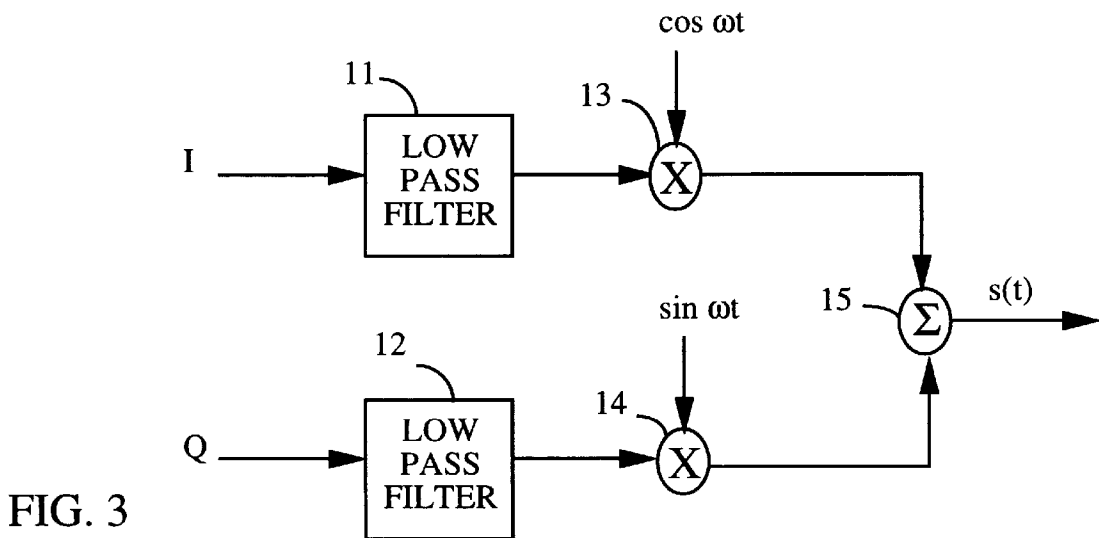 cos ωt
11
13
I
LOW
PASS
FILTER
X
sin ωt
15
s(t)
Σ
12
14
Q
LOW
PASS
FILTER
X
FIG. 3